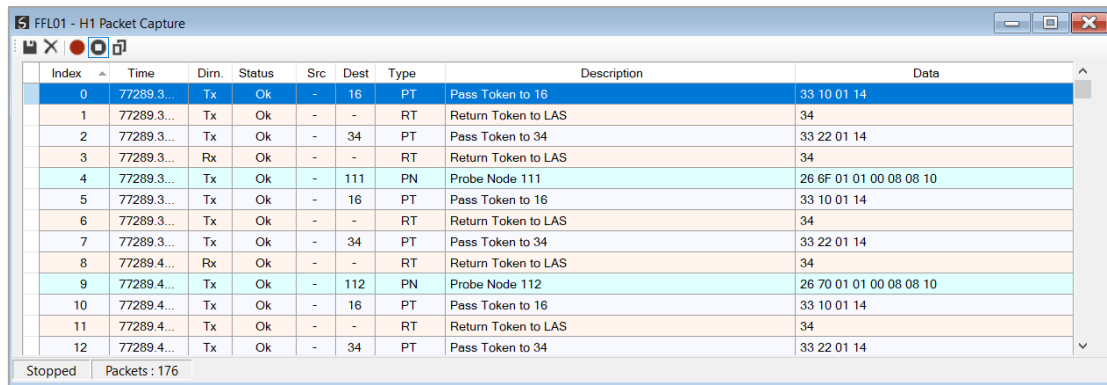 FFL01 - H1 Packet Capture
Index Time Dirn. Status Src Dest Type Description Data
0 77289.3... Tx Ok - 16 PT Pass Token to 16 33 10 01 14
1 77289.3... Tx Ok - - RT Return Token to LAS 34
2 77289.3... Tx Ok - 34 PT Pass Token to 34 33 22 01 14
3 77289.3... Rx Ok - - RT Return Token to LAS 34
4 77289.3... Tx Ok - 111 PN Probe Node 111 26 6F 01 01 00 08 08 10
5 77289.3... Tx Ok - 16 PT Pass Token to 16 33 10 01 14
6 77289.3... Tx Ok - - RT Return Token to LAS 34
7 77289.3... Tx Ok - 34 PT Pass Token to 34 33 22 01 14
8 77289.4... Rx Ok - - RT Return Token to LAS 34
9 77289.4... Tx Ok - 112 PN Probe Node 112 26 70 01 01 00 08 08 10
10 77289.4... Tx Ok - 16 PT Pass Token to 16 33 10 01 14
11 77289.4... Tx Ok - - RT Return Token to LAS 34
12 77289.4... Tx Ok - 34 PT Pass Token to 34 33 22 01 14
Stopped Packets : 176